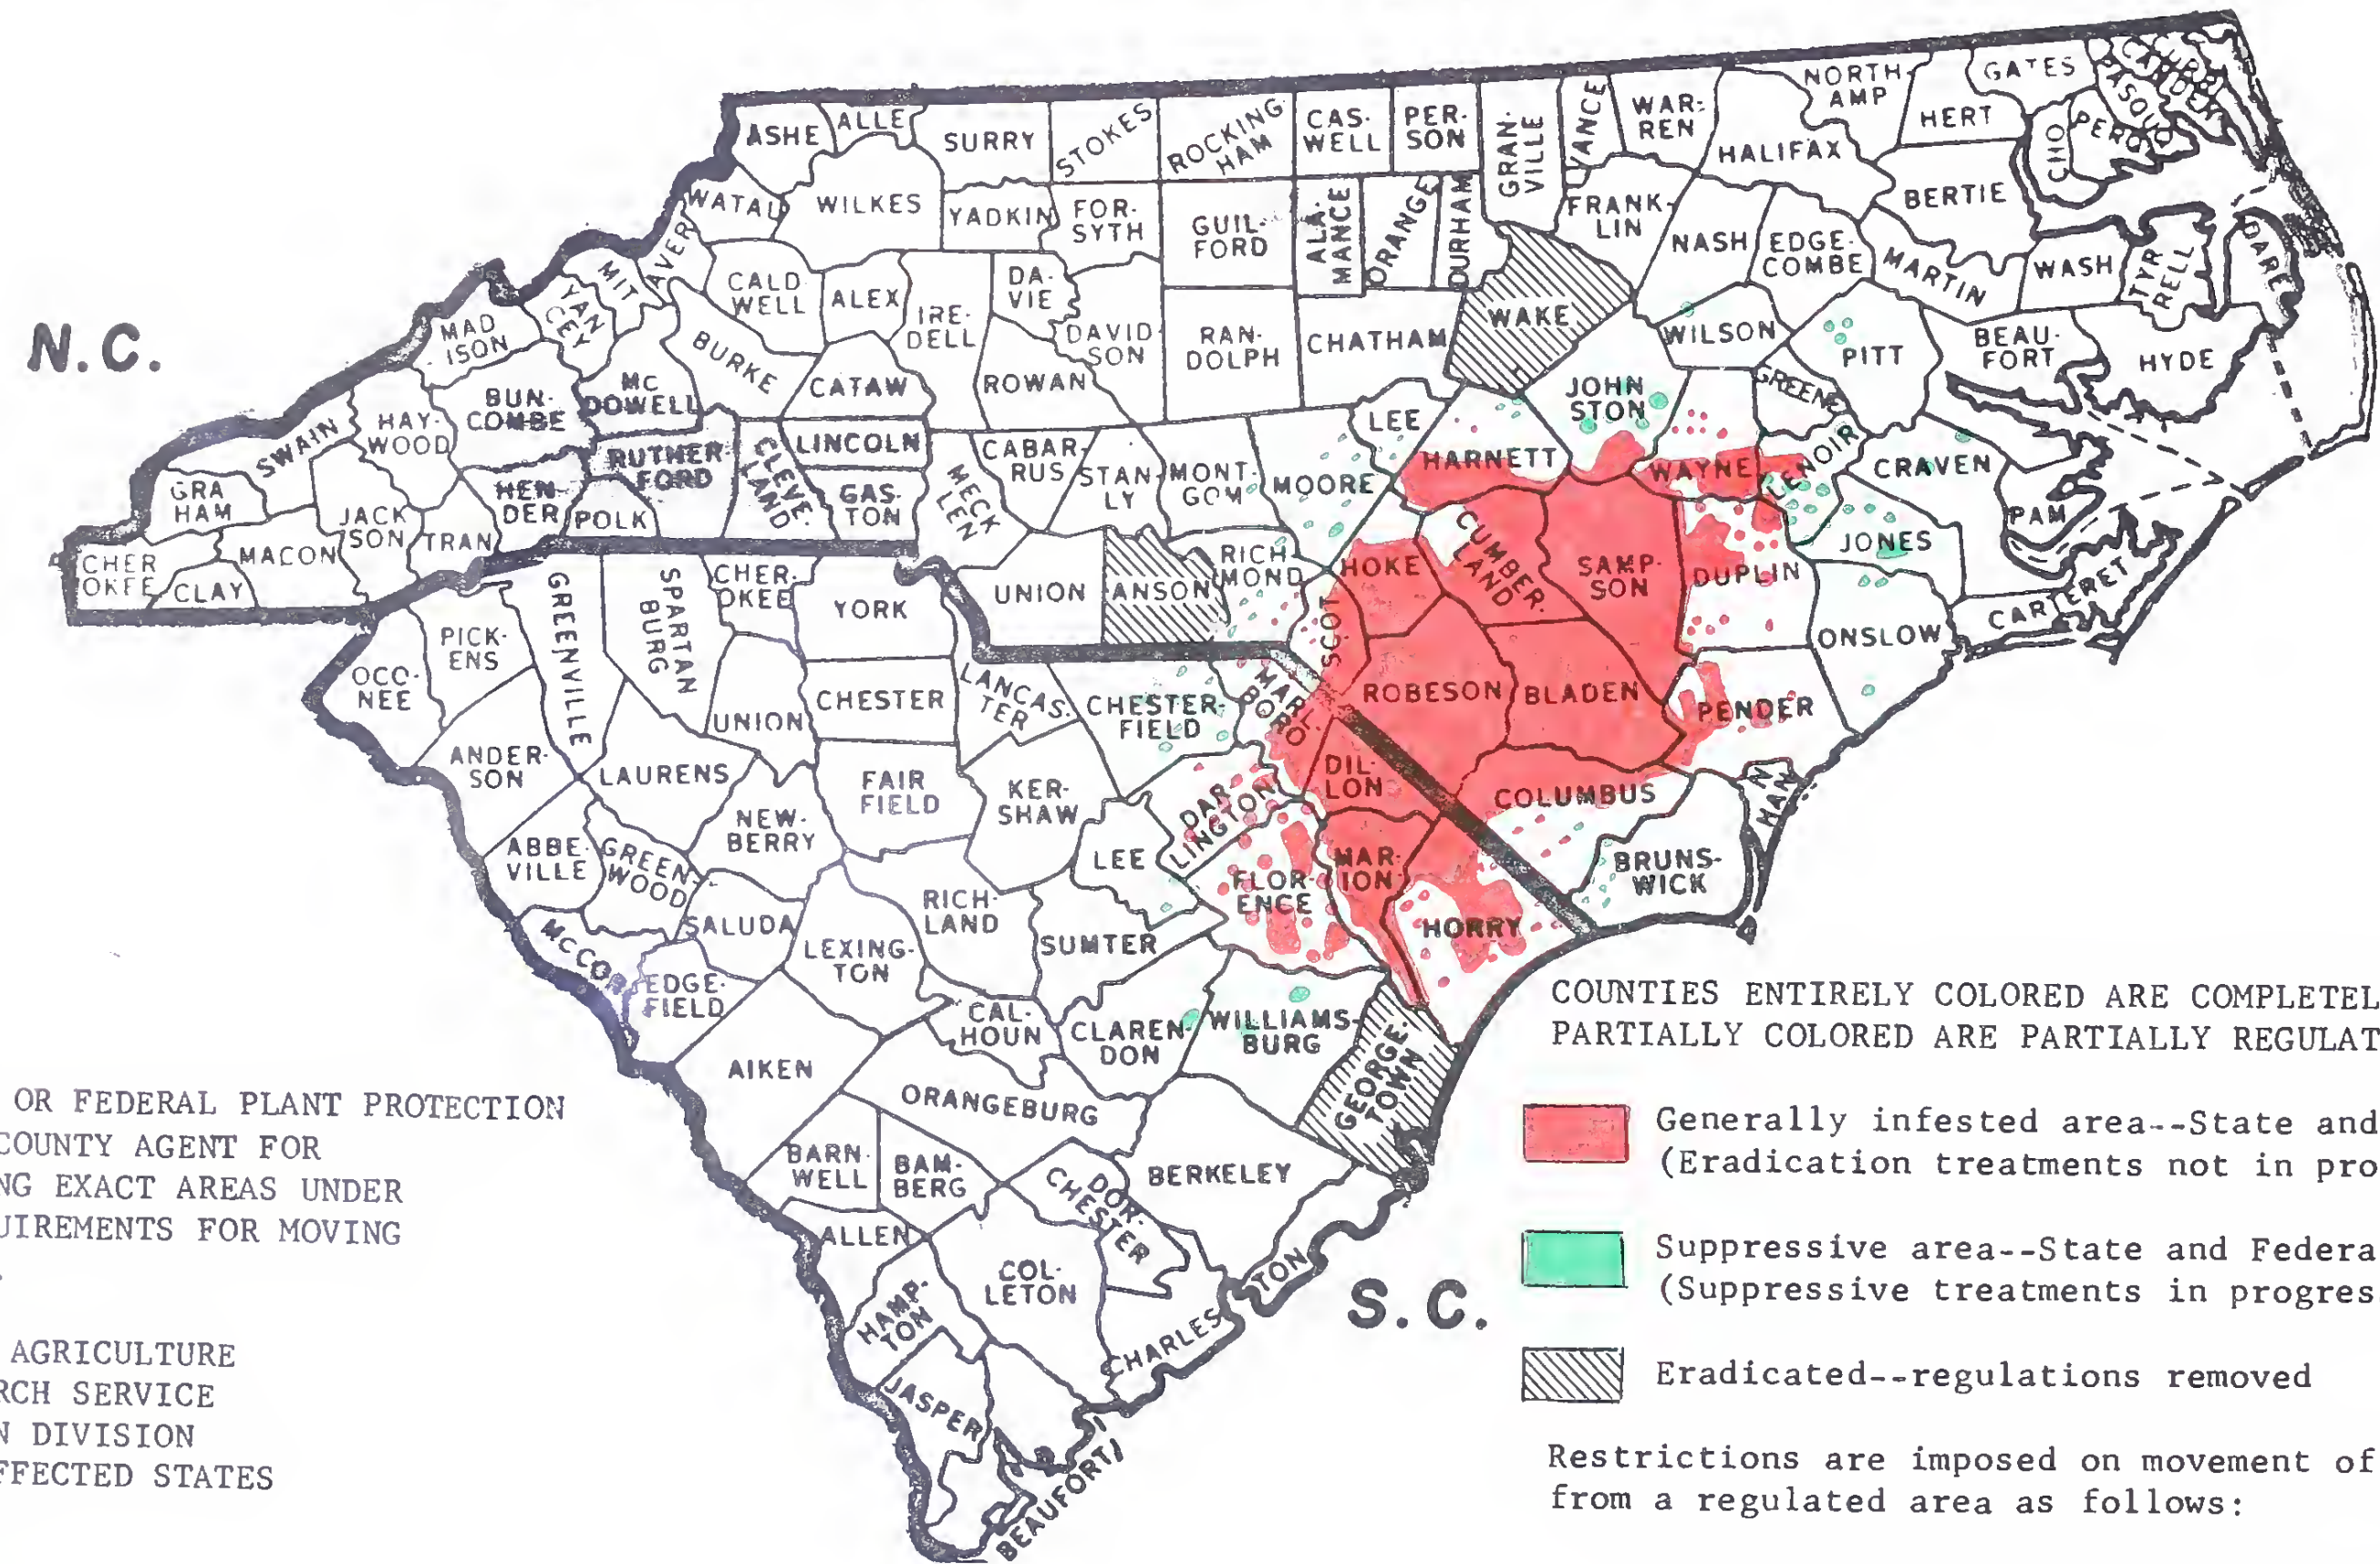 N.C.
ASHE
ALLE
SURRY
STOKES
ROCKING
HAM
CAS-
WELL
PER-
SON
GRAN-
VILLE
VANCE
WAR-
REN
NORTH
AMP
HERT
GATES
CURRI
CAMDEN
PASQUO
PERQ
CHO
HALIFAX
BERTIE
WATAU
WILKES
YADKIN
FOR-
SYTH
GUIL-
FORD
ALA-
MANCE
ORANGE
DURHAM
FRANK-
LIN
NASH
EDGE-
COMBE
MARTIN
WASH
TYR
RELL
DARE
MIT
AVER
CALD
WELL
ALEX
IRE-
DELL
DA-
VIE
DAVID-
SON
RAN-
DOLPH
CHATHAM
WAKE
WILSON
PITT
BEAU-
FORT
HYDE
MAD
ISON
YAN
CEY
BURKE
CATAW
ROWAN
LEE
JOHN
STON
GREENE
SWAIN
HAY-
WOOD
BUN-
COMBE
MC
DOWELL
RUTHER-
FORD
CLEVE-
LAND
LINCOLN
GAS-
TON
MECK
LEN
CABAR-
RUS
STAN-
LY
MONT-
GOM
MOORE
HARNETT
WAYNE
LENOIR
CRAVEN
PAM
GRA
HAM
CHER
OKEE
CLAY
MACON
JACK
SON
TRAN
HEN-
DER
POLK
UNION
ANSON
RICH-
MOND
SCOT
HOKE
CUMBER-
LAND
SAMP-
SON
DUPLIN
JONES
CARTERET
ONSLOW
ROBESON
BLADEN
PENDER
COLUMBUS
BRUNS-
WICK
N
HAN
OCO-
NEE
PICK-
ENS
GREENVILLE
SPARTAN
BURG
CHER-
OKEE
YORK
UNION
CHESTER
LANCAS-
TER
CHESTER-
FIELD
MARL-
BORO
DIL-
LON
ANDER-
SON
LAURENS
NEW-
BERRY
FAIR
FIELD
KER-
SHAW
LEE
DAR-
LINGTON
FLOR-
ENCE
MAR-
ION
HORRY
ABBE-
VILLE
GREEN-
WOOD
SALUDA
LEXING-
TON
RICH-
LAND
SUMTER
MCCOR
EDGE-
FIELD
AIKEN
CAL-
HOUN
CLAREN-
DON
WILLIAMS-
BURG
GEORGE-
TOWN
ORANGEBURG
BARN-
WELL
BAM-
BERG
DOR-
CHESTER
BERKELEY
ALLEN
HAMP-
TON
COL-
LETON
CHARLES
TON
JASPER
BEAUFORT
S.C.
OR FEDERAL PLANT PROTECTION
COUNTY AGENT FOR
NG EXACT AREAS UNDER
UIREMENTS FOR MOVING
AGRICULTURE
RCH SERVICE
N DIVISION
FFECTED STATES
COUNTIES ENTIRELY COLORED ARE COMPLETEL
PARTIALLY COLORED ARE PARTIALLY REGULAT
Generally infested area--State and
(Eradication treatments not in pro
Suppressive area--State and Federa
(Suppressive treatments in progres
Eradicated--regulations removed
Restrictions are imposed on movement of
from a regulated area as follows: